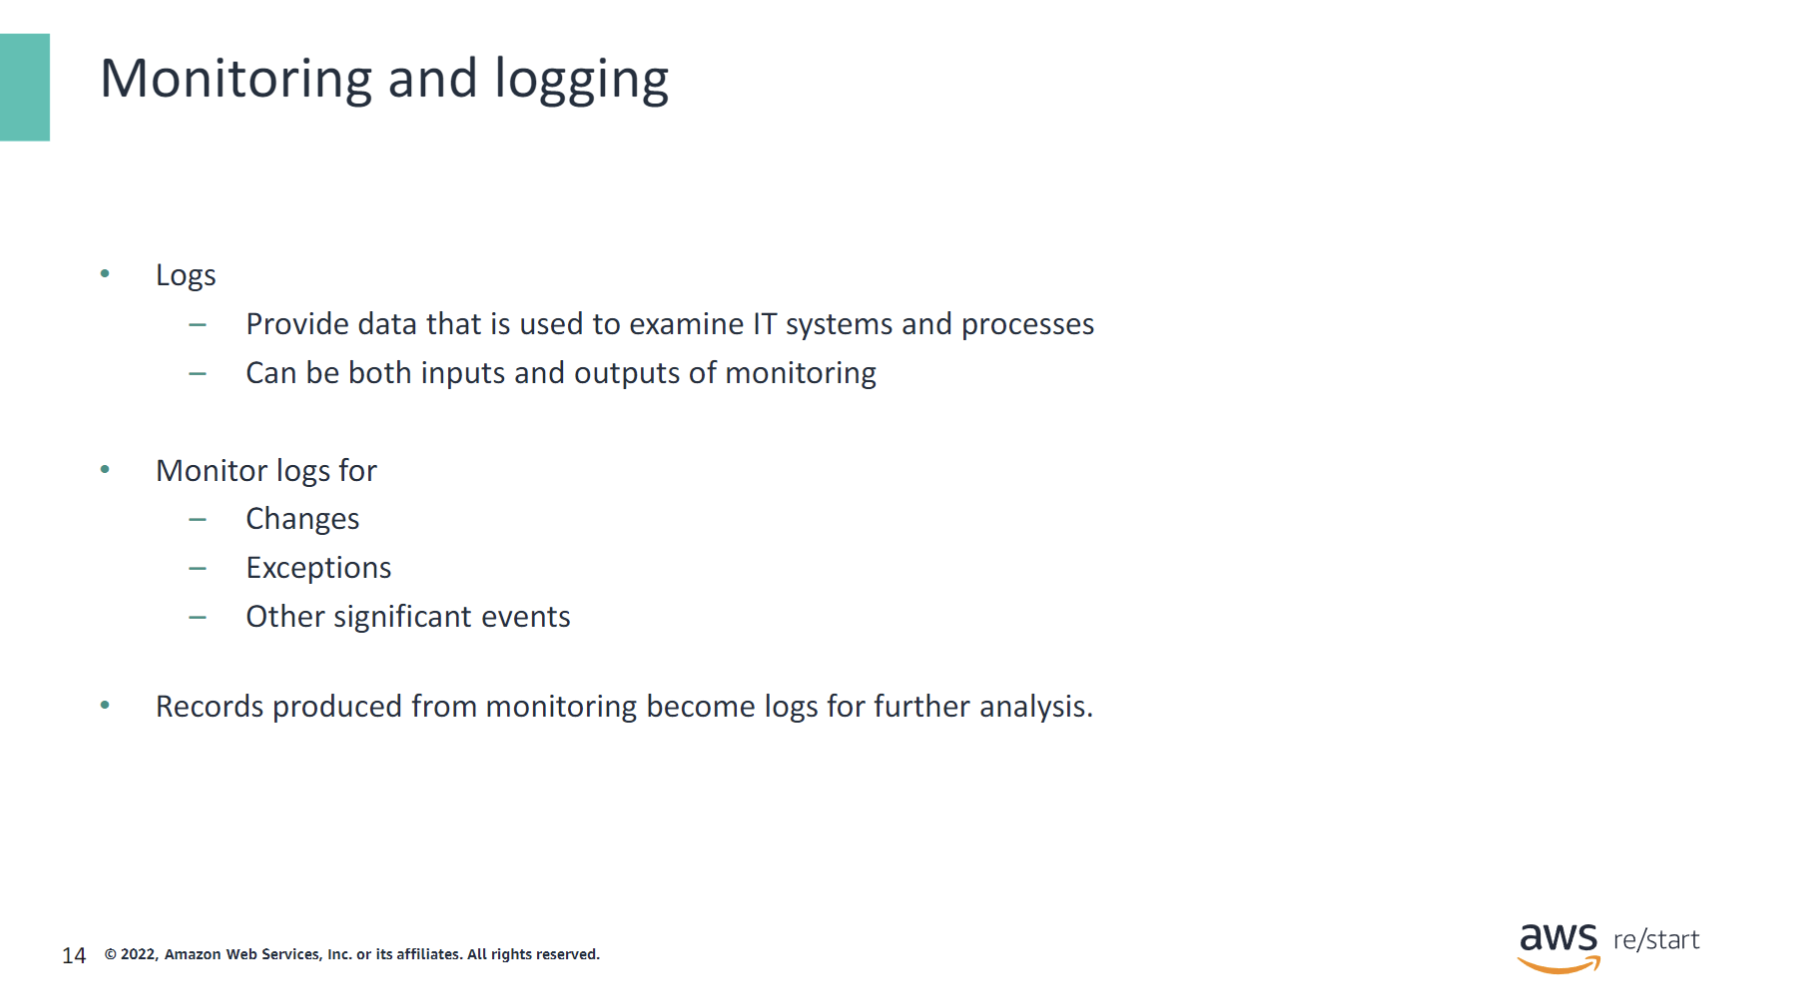 Monitoring and logging
• Logs
– Provide data that is used to examine IT systems and processes
– Can be both inputs and outputs of monitoring
• Monitor logs for
– Changes
– Exceptions
– Other significant events
• Records produced from monitoring become logs for further analysis.
14 © 2022, Amazon Web Services, Inc. or its affiliates. All rights reserved.
aws re/start